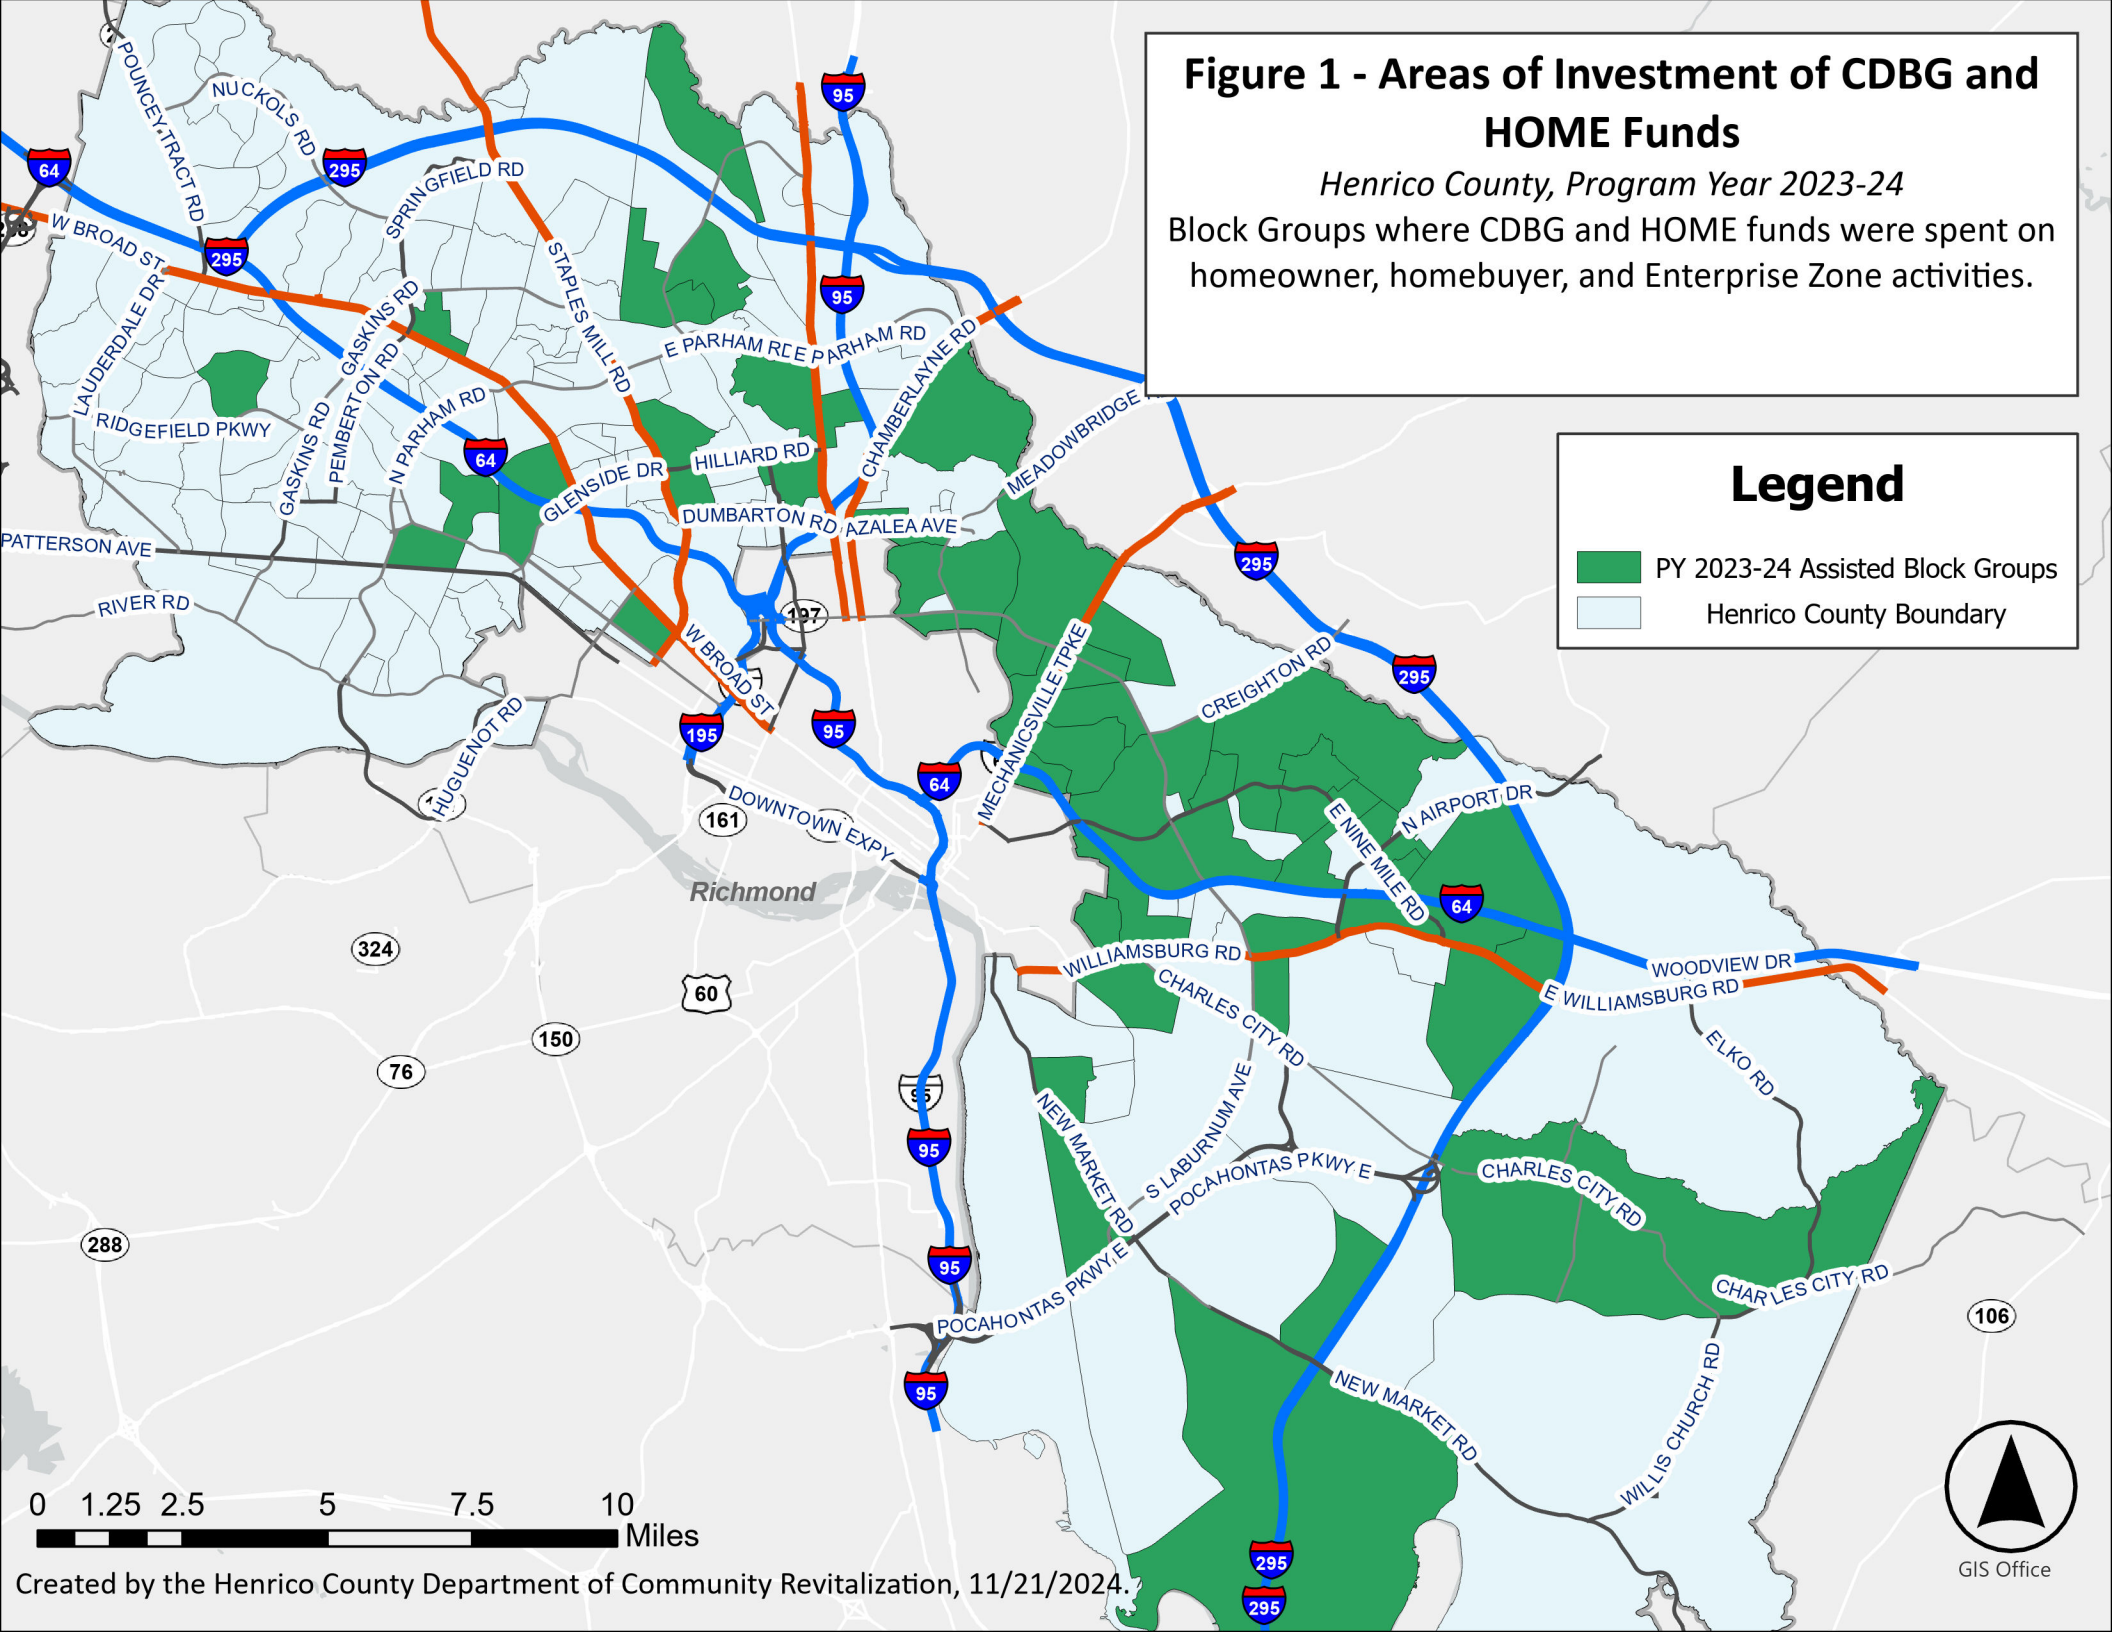 Figure 1 - Areas of Investment of CDBG and
HOME Funds
Henrico County, Program Year 2023-24
Block Groups where CDBG and HOME funds were spent on
homeowner, homebuyer, and Enterprise Zone activities.
Legend
PY 2023-24 Assisted Block Groups
Henrico County Boundary
POUNCEY TRACT RD
NUCKOLS RD
95
64
295
SPRINGFIELD RD
W BROAD ST
295
STAPLES MILL RD
95
LAUDERDALE DR
GASKINS RD
PEMBERTON RD
E PARHAM RD
E PARHAM RD
CHAMBERLAYNE RD
MEADOWBRIDGE
RIDGEFIELD PKWY
GASKINS RD
N PARHAM RD
64
GLENSIDE DR
HILLIARD RD
DUMBARTON RD
AZALEA AVE
295
PATTERSON AVE
RIVER RD
197
W BROAD ST
MECHANICSVILLE TPKE
CREIGHTON RD
295
HUGUENOT RD
195
95
64
DOWNTOWN EXPY
161
N AIRPORT DR
E NINE MILE RD
Richmond
64
324
60
WILLIAMSBURG RD
WOODVIEW DR
E WILLIAMSBURG RD
CHARLES CITY RD
150
76
95
ELKO RD
NEW MARKET RD
S LABURNUM AVE
95
POCAHONTAS PKWY E
CHARLES CITY RD
288
95
POCAHONTAS PKWY E
CHARLES CITY RD
106
95
NEW MARKET RD
WILLIS CHURCH RD
0 1.25 2.5 5 7.5 10
Miles
295
295
GIS Office
Created by the Henrico County Department of Community Revitalization, 11/21/2024.